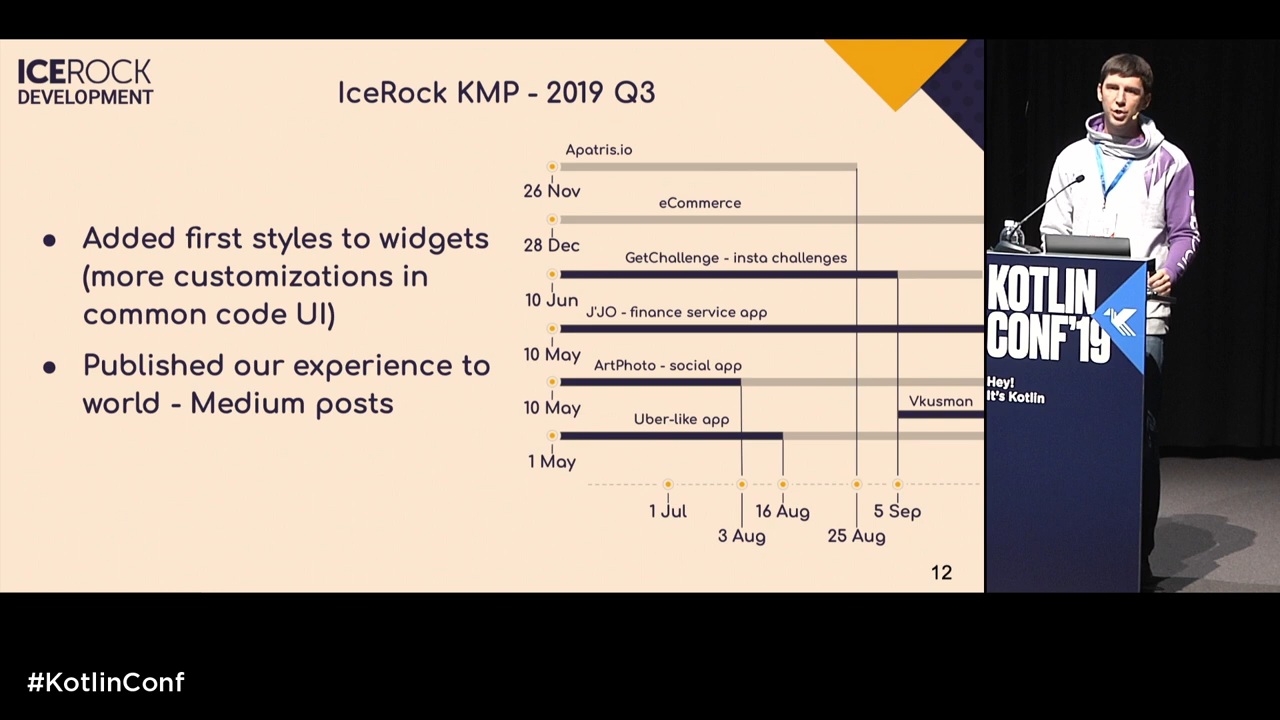 ICEROCK
DEVELOPMENT
IceRock KMP - 2019 Q3
● Added first styles to widgets
(more customizations in
common code UI)
● Published our experience to
world - Medium posts
Apatris.io
26 Nov
eCommerce
28 Dec
GetChallenge - insta challenges
10 Jun
J'JO - finance service app
10 May
ArtPhoto - social app
10 May
Vkusman
Uber-like app
1 May
1 Jul
16 Aug
5 Sep
3 Aug
25 Aug
12
KOTLIN
CONF'19
Hey!
It's Kotlin
#KotlinConf